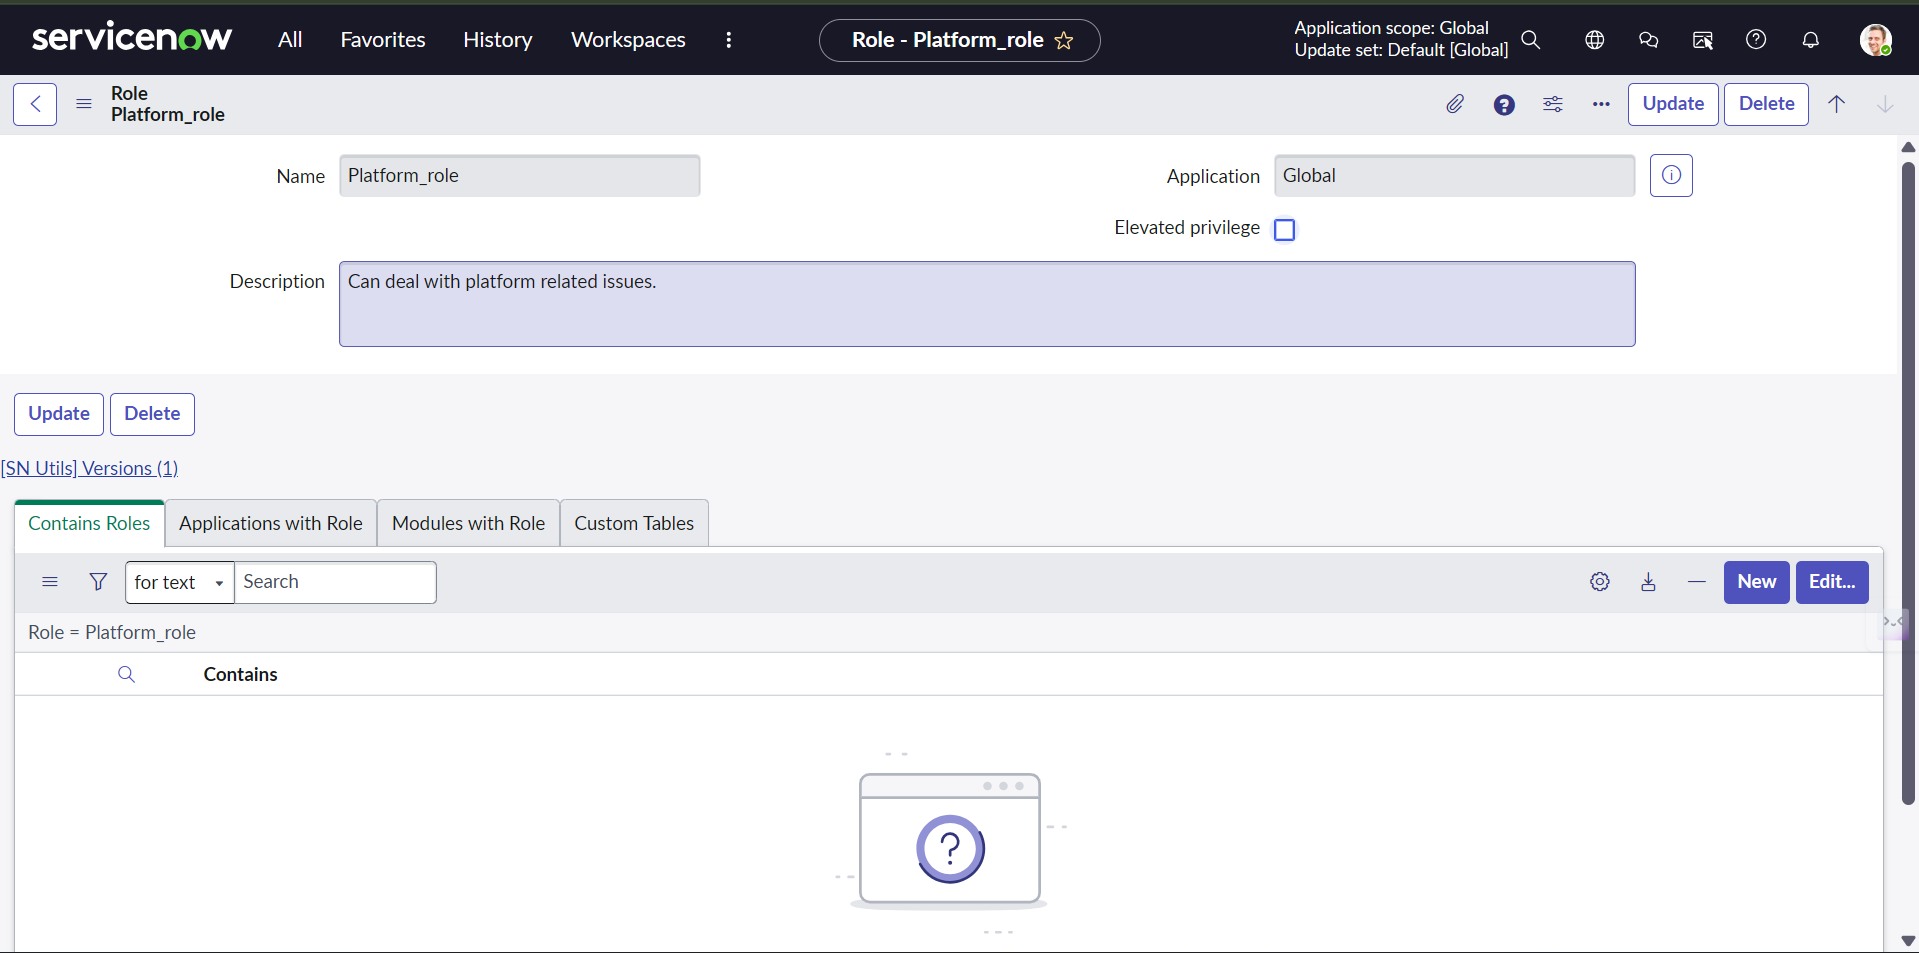 servicenow
All
Favorites
History
Workspaces
Role - Platform_role
Application scope: Global
Update set: Default [Global]
Role
Platform_role
Update
Delete
Name
Platform_role
Application
Global
Elevated privilege
Description
Can deal with platform related issues.
Update
Delete
[SN Utils] Versions (1)
Contains Roles
Applications with Role
Modules with Role
Custom Tables
for text
Search
New
Edit...
Role = Platform_role
Contains